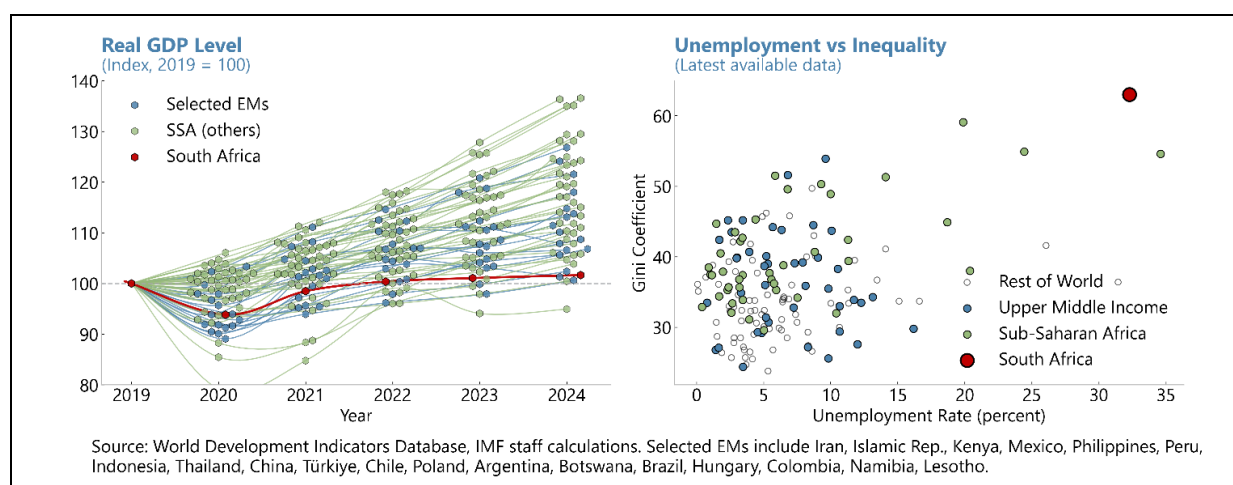 Real GDP Level
(Index, 2019 = 100)
140
130
120
110
100
90
80
Selected EMs
SSA (others)
South Africa
2019 2020 2021 2022 2023 2024
Year
Unemployment vs Inequality
(Latest available data)
Gini Coefficient
60
50
40
30
Rest of World
Upper Middle Income
Sub-Saharan Africa
South Africa
0 5 10 15 20 25 30 35
Unemployment Rate (percent)
Source: World Development Indicators Database, IMF staff calculations. Selected EMs include Iran, Islamic Rep., Kenya, Mexico, Philippines, Peru,
Indonesia, Thailand, China, Türkiye, Chile, Poland, Argentina, Botswana, Brazil, Hungary, Colombia, Namibia, Lesotho.